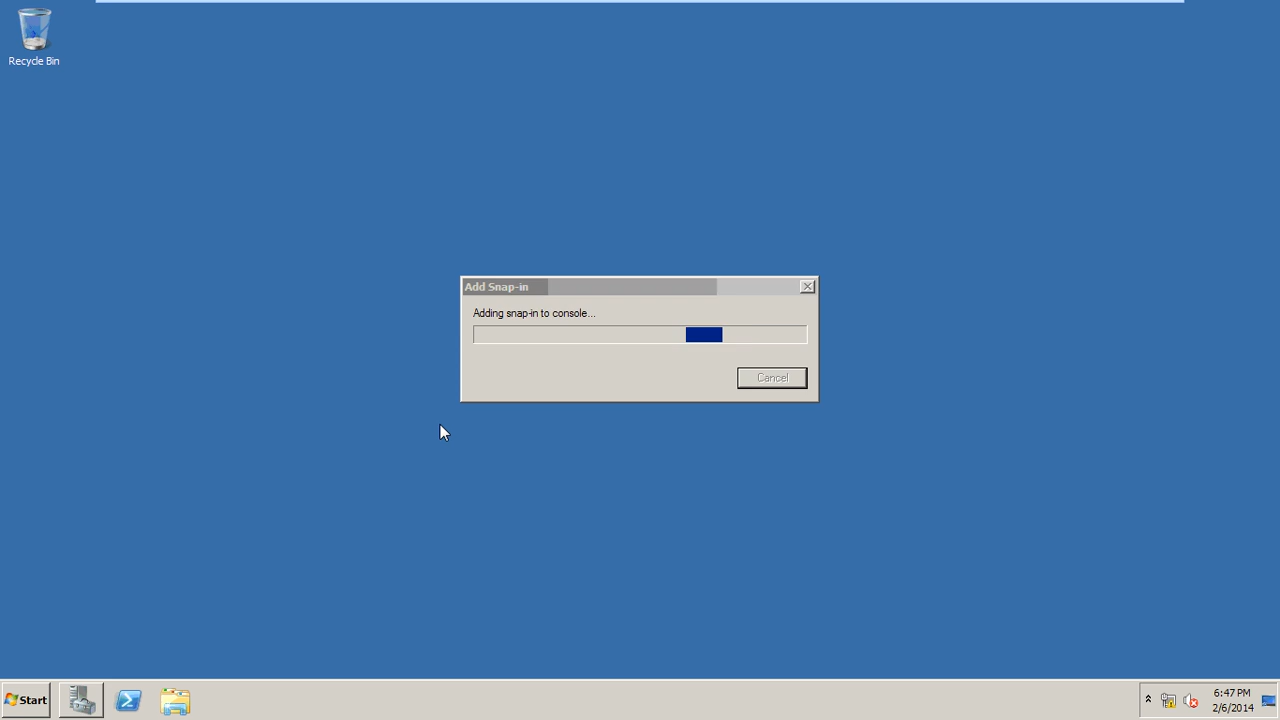 Recycle Bin
Add Snap-in
Adding snap-in to console...
Cancel
Start
6:47 PM
2/6/2014